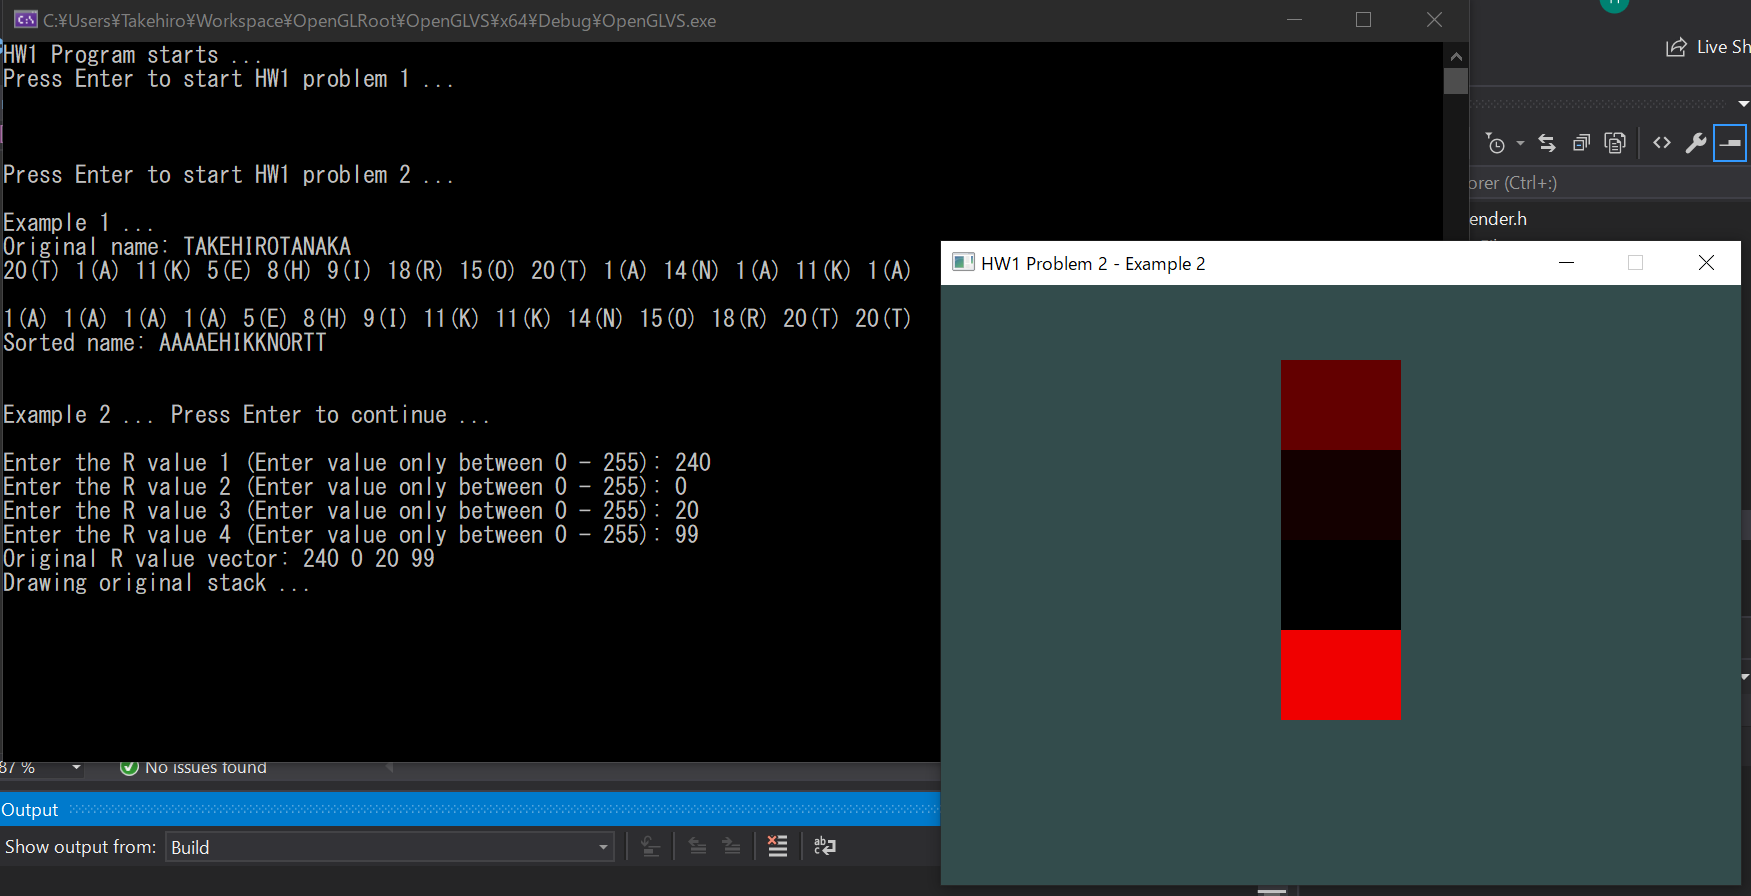 C:¥Users¥Takehiro¥Workspace¥OpenGLRoot¥OpenGLVS¥x64¥Debug¥OpenGLVS.exe
HW1 Program starts ...
Press Enter to start HW1 problem 1 ...
Press Enter to start HW1 problem 2 ...
Example 1 ...
Original name: TAKEHIROTANAKA
20(T) 1(A) 11(K) 5(E) 8(H) 9(I) 18(R) 15(O) 20(T) 1(A) 14(N) 1(A) 11(K) 1(A)
1(A) 1(A) 1(A) 1(A) 5(E) 8(H) 9(I) 11(K) 11(K) 14(N) 15(O) 18(R) 20(T) 20(T)
Sorted name: AAAAEHIKKNORTT
Example 2 ... Press Enter to continue ...
Enter the R value 1 (Enter value only between 0 - 255): 240
Enter the R value 2 (Enter value only between 0 - 255): 0
Enter the R value 3 (Enter value only between 0 - 255): 20
Enter the R value 4 (Enter value only between 0 - 255): 99
Original R value vector: 240 0 20 99
Drawing original stack ...
Live Sh
orer (Ctrl+:)
ender.h
HW1 Problem 2 - Example 2
87 %
No issues found
Output
Show output from: Build